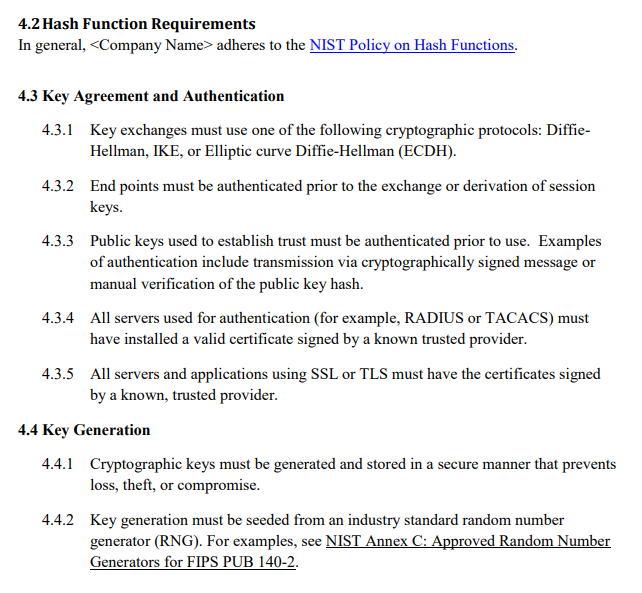 4.2 Hash Function Requirements
In general, <Company Name> adheres to the NIST Policy on Hash Functions.
4.3 Key Agreement and Authentication
4.3.1 Key exchanges must use one of the following cryptographic protocols: Diffie-
Hellman, IKE, or Elliptic curve Diffie-Hellman (ECDH).
4.3.2 End points must be authenticated prior to the exchange or derivation of session
keys.
4.3.3 Public keys used to establish trust must be authenticated prior to use.  Examples
of authentication include transmission via cryptographically signed message or
manual verification of the public key hash.
4.3.4 All servers used for authentication (for example, RADIUS or TACACS) must
have installed a valid certificate signed by a known trusted provider.
4.3.5 All servers and applications using SSL or TLS must have the certificates signed
by a known, trusted provider.
4.4 Key Generation
4.4.1 Cryptographic keys must be generated and stored in a secure manner that prevents
loss, theft, or compromise.
4.4.2 Key generation must be seeded from an industry standard random number
generator (RNG). For examples, see NIST Annex C: Approved Random Number
Generators for FIPS PUB 140-2.